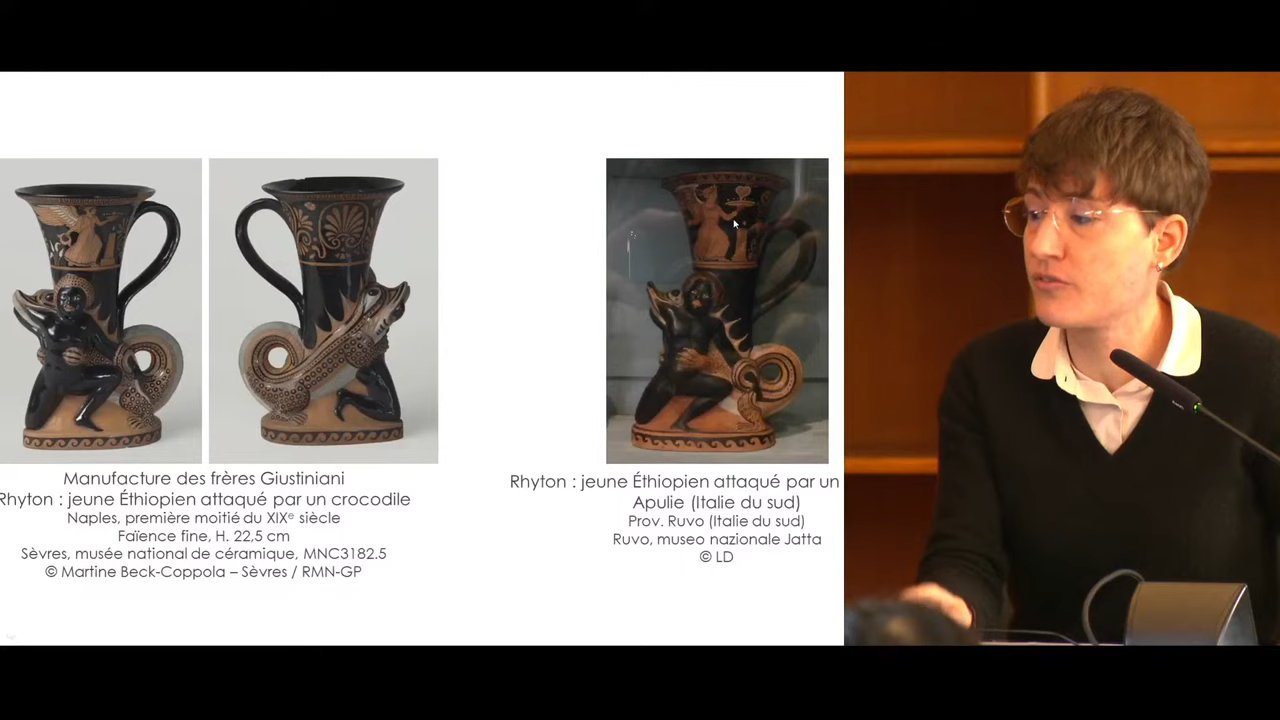 Manufacture des frères Giustiniani
Rhyton : jeune Éthiopien attaqué par un crocodile
Naples, première moitié du XIXᵉ siècle
Faïence fine, H. 22,5 cm
Sèvres, musée national de céramique, MNC3182.5
© Martine Beck-Coppola – Sèvres / RMN-GP
Rhyton : jeune Éthiopien attaqué par un
Apulie (Italie du sud)
Prov. Ruvo (Italie du sud)
Ruvo, museo nazionale Jatta
© LD